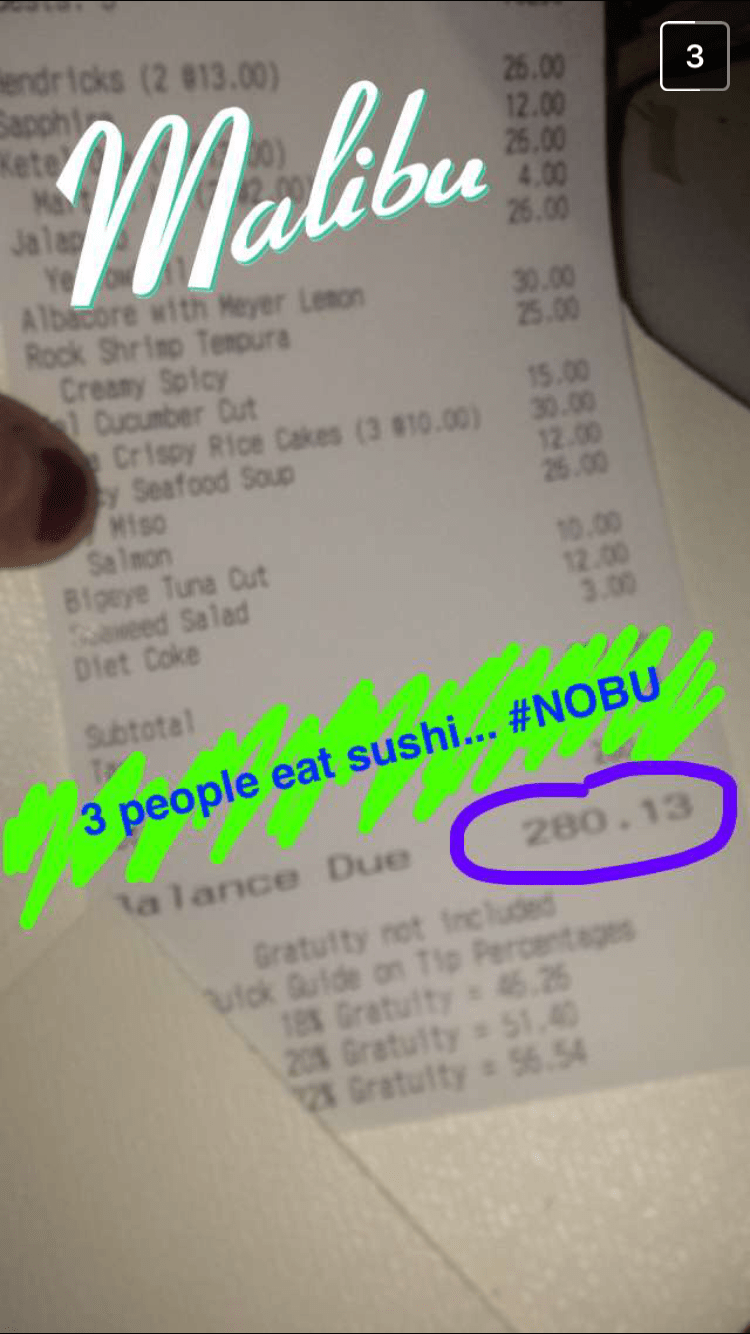 3
Hendricks (2 @13.00) 26.00
Sapphire 12.00
Malibu
26.00
4.00
26.00
Albacore with Meyer Lemon 30.00
Rock Shrimp Tempura 25.00
Creamy Spicy
Cucumber Cut 15.00
Crispy Rice Cakes (3 @10.00) 30.00
Seafood Soup 12.00
Miso 26.00
Salmon
Bigeye Tuna Cut 10.00
Seaweed Salad 12.00
Diet Coke 3.00
Subtotal
3 people eat sushi... #NOBU
Balance Due 280.13
Gratuity not included
Quick Guide on Tip Percentages
18% Gratuity = 46.26
20% Gratuity = 51.40
22% Gratuity = 56.54